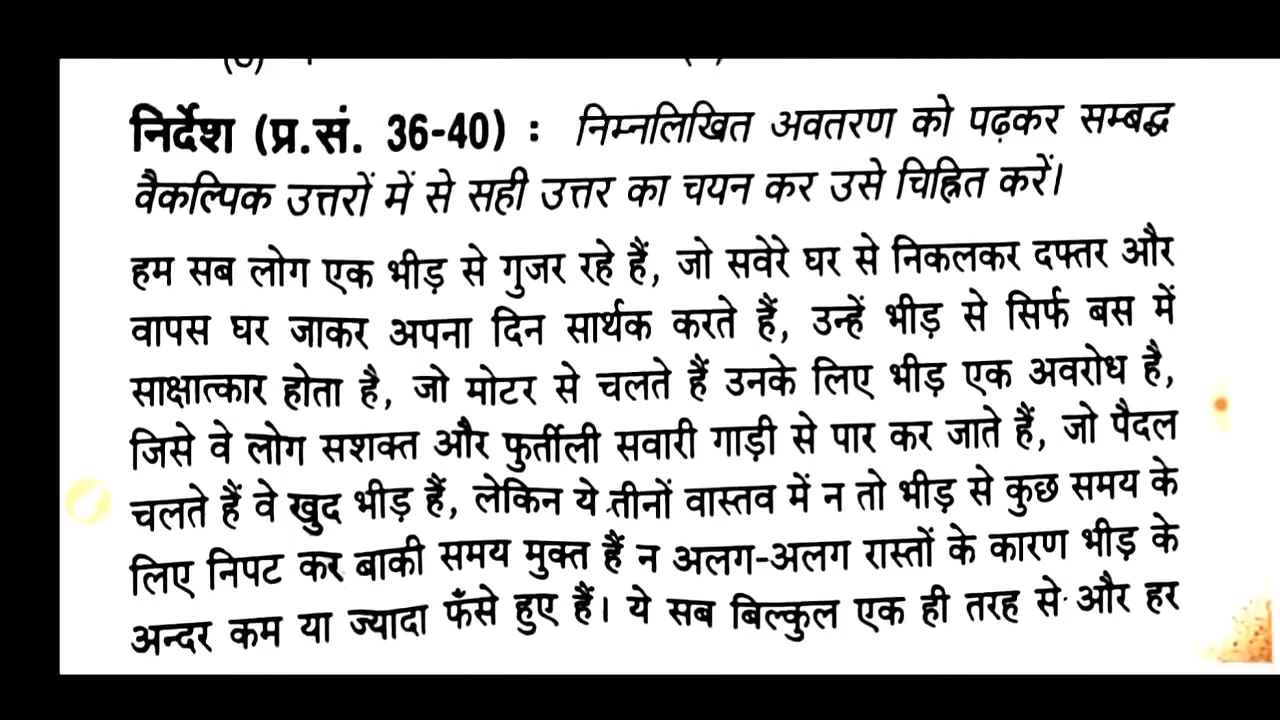 निर्देश (प्र.सं. 36-40) : निम्नलिखित अवतरण को पढ़कर सम्बद्ध
वैकल्पिक उत्तरों में से सही उत्तर का चयन कर उसे चिह्नित करें।
हम सब लोग एक भीड़ से गुजर रहे हैं, जो सवेरे घर से निकलकर दफ्तर और
वापस घर जाकर अपना दिन सार्थक करते हैं, उन्हें भीड़ से सिर्फ बस में
साक्षात्कार होता है, जो मोटर से चलते हैं उनके लिए भीड़ एक अवरोध है,
जिसे वे लोग सशक्त और फुर्तीली सवारी गाड़ी से पार कर जाते हैं, जो पैदल
चलते हैं वे खुद भीड़ हैं, लेकिन ये तीनों वास्तव में न तो भीड़ से कुछ समय के
लिए निपट कर बाकी समय मुक्त हैं न अलग-अलग रास्तों के कारण भीड़ के
अन्दर कम या ज्यादा फँसे हुए हैं। ये सब बिल्कुल एक ही तरह से और हर